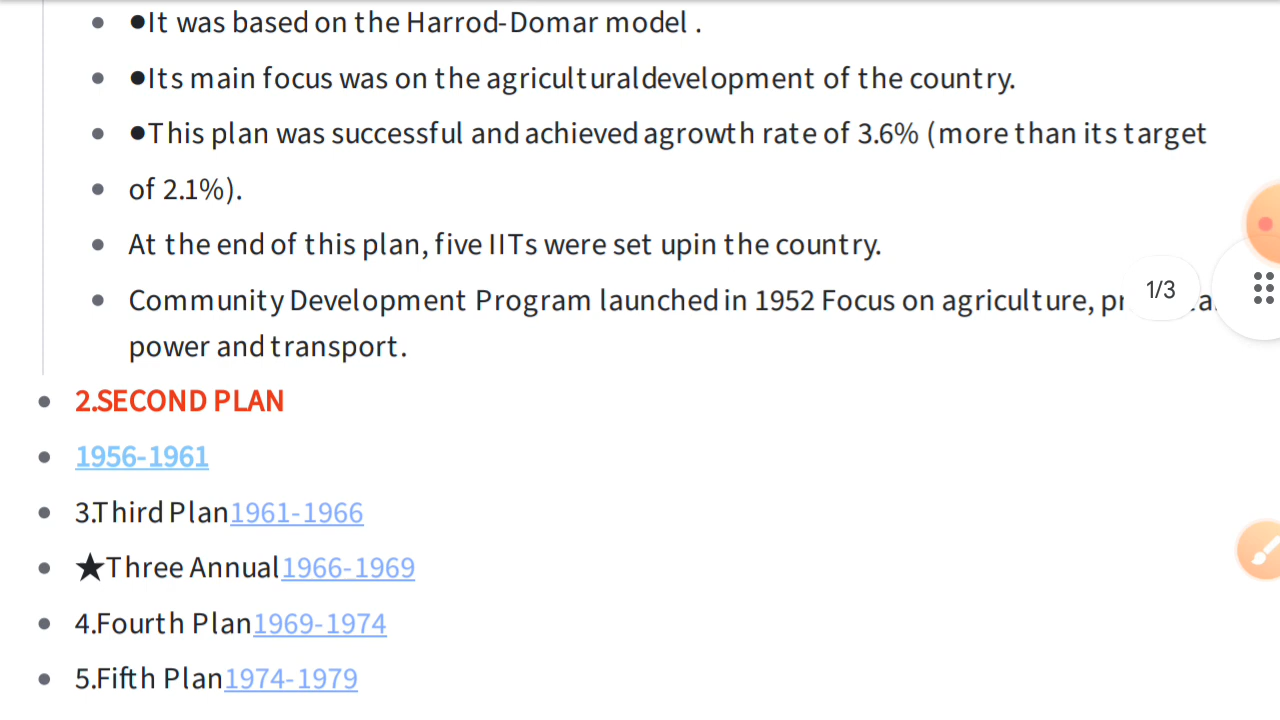 ●It was based on the Harrod-Domar model .
●Its main focus was on the agriculturaldevelopment of the country.
●This plan was successful and achieved agrowth rate of 3.6% (more than its target
of 2.1%).
At the end of this plan, five IITs were set upin the country.
Community Development Program launched in 1952 Focus on agriculture,
power and transport.
1/3
2.SECOND PLAN
1956-1961
3.Third Plan1961-1966
★Three Annual1966-1969
4.Fourth Plan1969-1974
5.Fifth Plan1974-1979